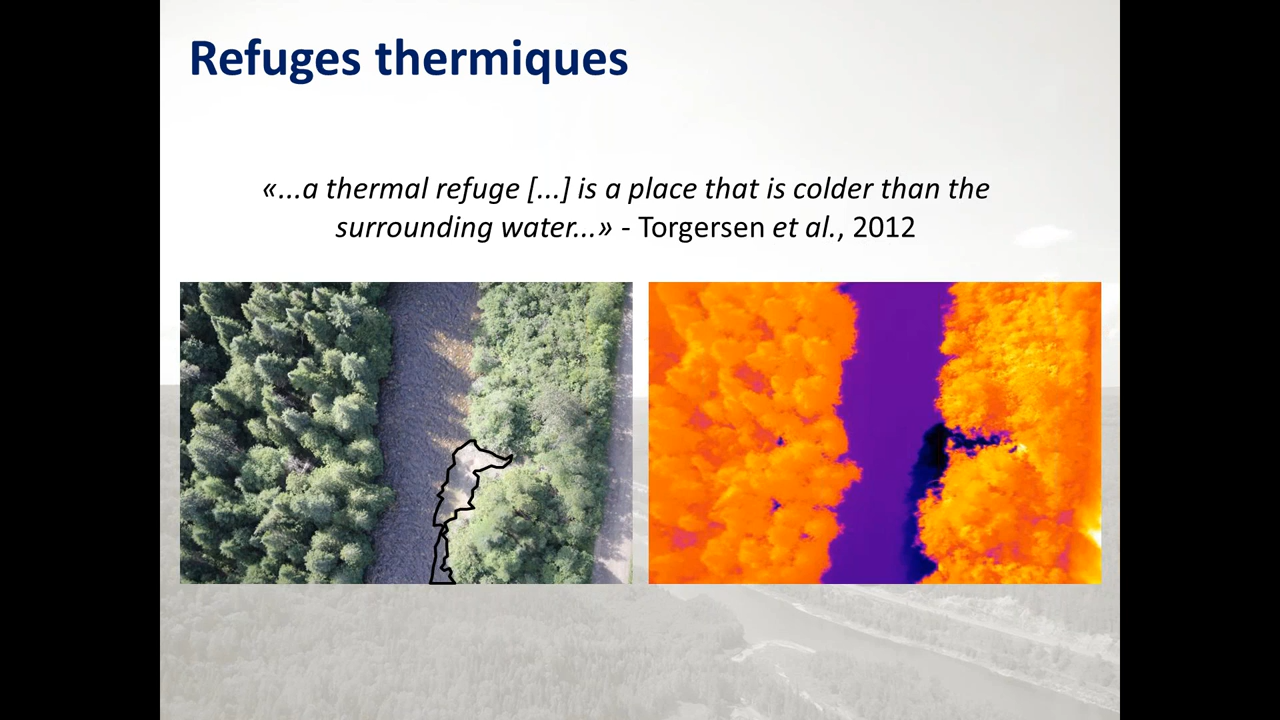 Refuges thermiques
«...a thermal refuge [...] is a place that is colder than the
surrounding water...» - Torgersen et al., 2012